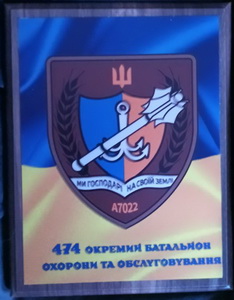 МИ ГОСПОДАРІ НА СВОЇЙ ЗЕМЛІ
А7022
474 ОКРЕМИЙ БАТАЛЬЙОН
ОХОРОНИ ТА ОБСЛУГОВУВАННЯ